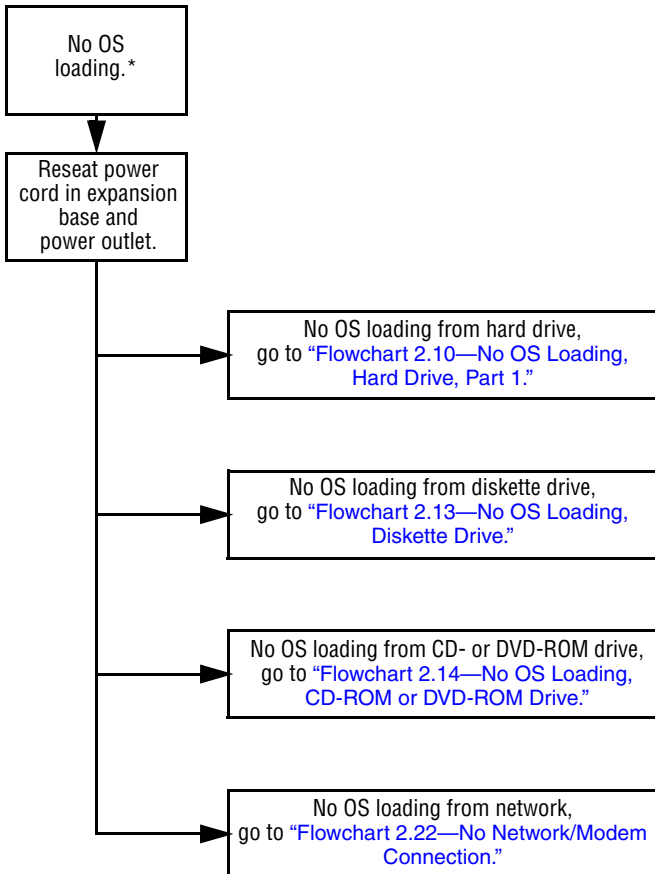 No OS
loading.*
Reseat power
cord in expansion
base and
power outlet.
No OS loading from hard drive,
go to “Flowchart 2.10—No OS Loading,
Hard Drive, Part 1.”
No OS loading from diskette drive,
go to “Flowchart 2.13—No OS Loading,
Diskette Drive.”
No OS loading from CD- or DVD-ROM drive,
go to “Flowchart 2.14—No OS Loading,
CD-ROM or DVD-ROM Drive.”
No OS loading from network,
go to “Flowchart 2.22—No Network/Modem
Connection.”